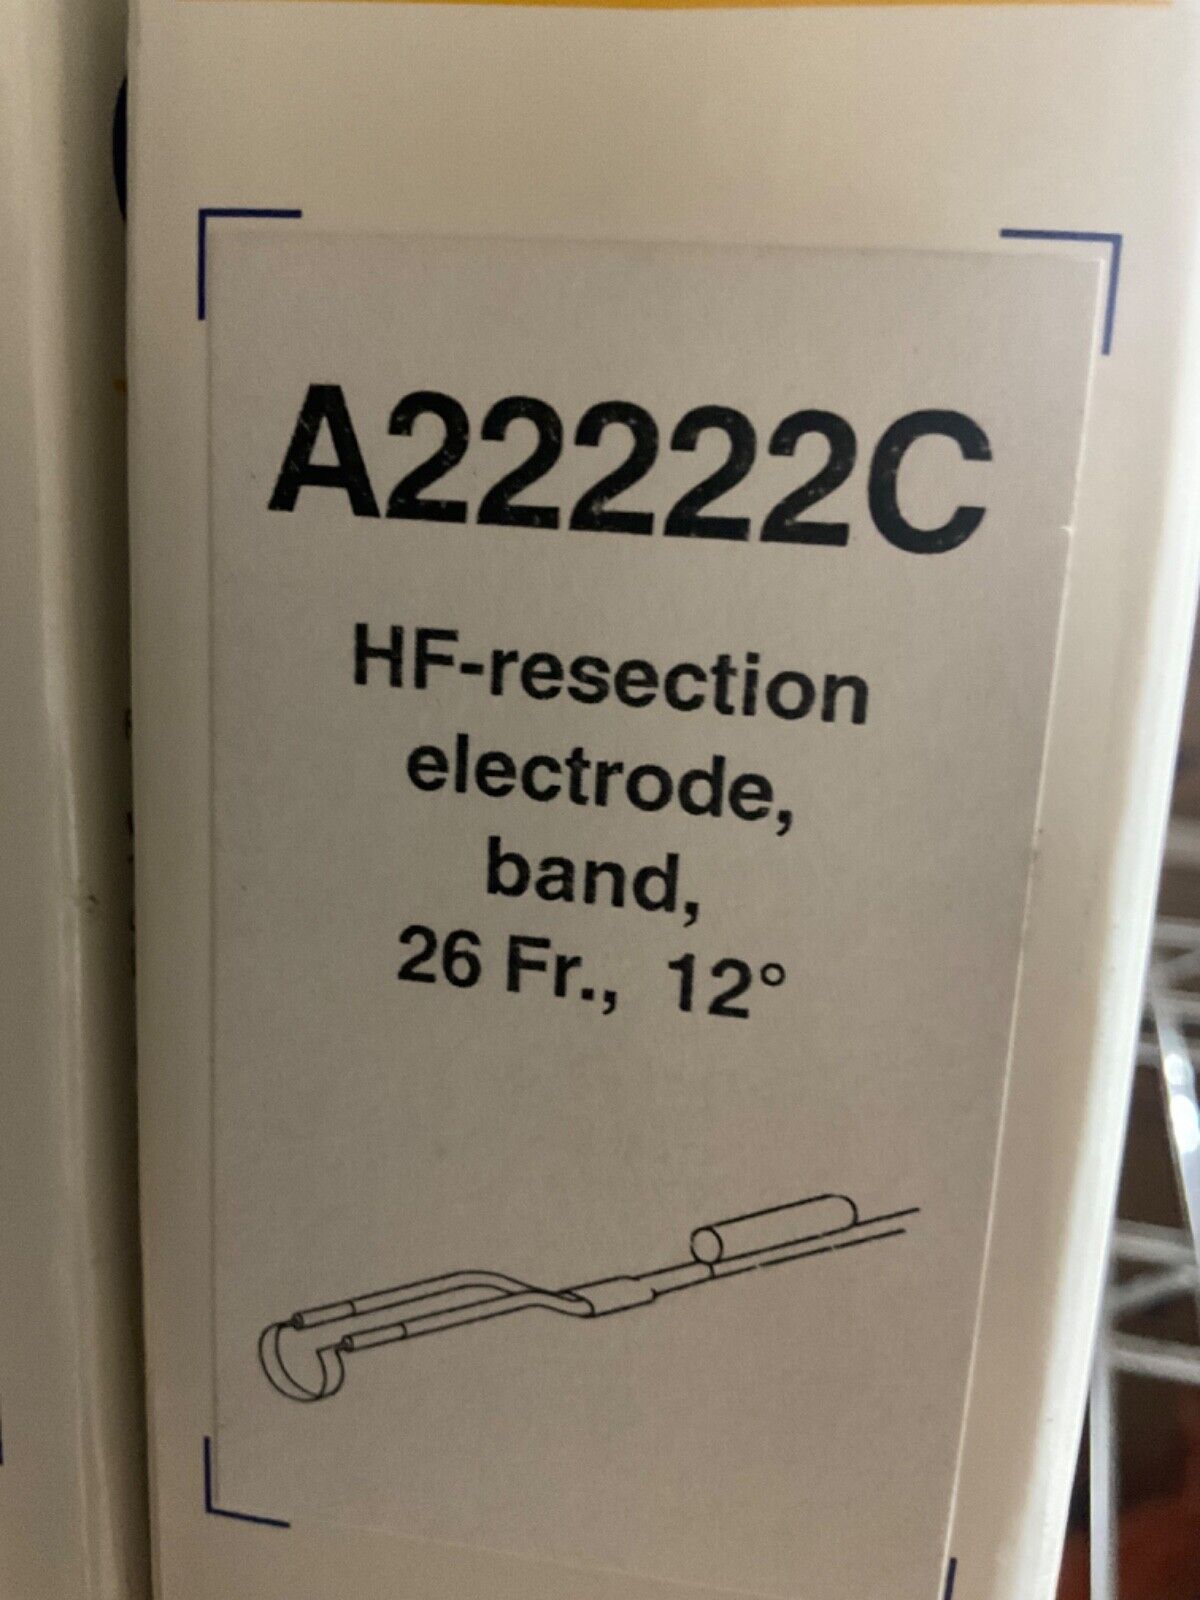 A22222C
HF-resection
electrode,
band,
26 Fr., 12°